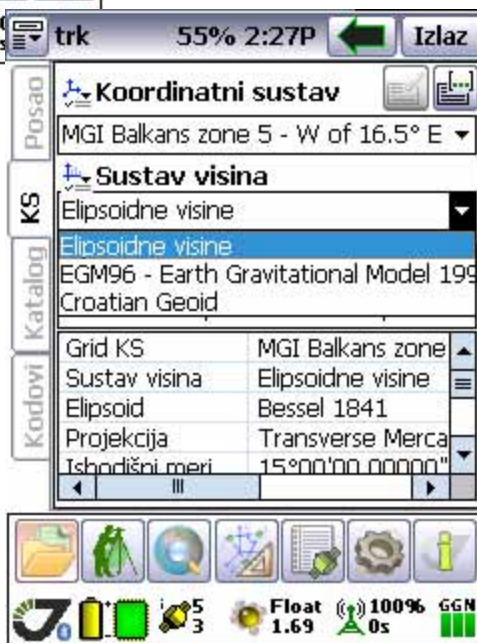 trk 55% 2:27P Izlaz
Posao
KS
Katalog
Kodovi
Koordinatni sustav
MGI Balkans zone 5 - W of 16.5° E
Sustav visina
Elipsoidne visine
Elipsoidne visine
EGM96 - Earth Gravitational Model 199
Croatian Geoid
Grid KS MGI Balkans zone
Sustav visina Elipsoidne visine
Elipsoid Bessel 1841
Projekcija Transverse Merca
Ishodišni meri 15°00'00.00000"
0 5 3 Float 1.69 100% 0s GGN